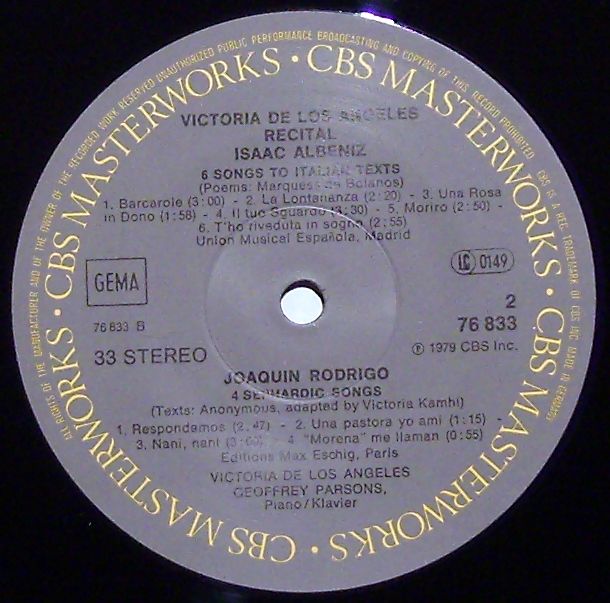 ALL RIGHTS OF THE MANUFACTURER AND OF THE OWNER OF THE RECORDED WORK RESERVED UNAUTHORIZED PUBLIC PERFORMANCE BROADCASTING AND COPYING OF THIS RECORD PROHIBITED. CBS IS A REG. TRADEMARK OF CBS INC. MADE IN GERMANY
CBS MASTERWORKS · CBS MASTERWORKS · CBS MASTERWORKS · CBS MASTERWORKS ·
VICTORIA DE LOS ANGELES
RECITAL
ISAAC ALBENIZ
6 SONGS TO ITALIAN TEXTS
(Poems: Marquesa de Bolanos)
1. Barcarole (3:00) - 2. La Lontananza (2:20) - 3. Una Rosa
in Dono (1:58) - 4. Il tuo Sguardo (3:30) - 5. Moriro (2:50) -
6. T'ho riveduta in sogno (2:55)
Union Musical Española, Madrid
GEMA
LC 0149
76 833 B
2
76 833
33 STEREO
℗ 1979 CBS Inc.
JOAQUIN RODRIGO
4 SEPHARDIC SONGS
(Texts: Anonymous, adapted by Victoria Kamhi)
1. Respondemos (2:47) - 2. Una pastora yo ami (1:15) -
3. Nani, nani (3:00) - 4 "Morena" me llaman (0:55)
Editions Max Eschig, Paris
VICTORIA DE LOS ANGELES
GEOFFREY PARSONS,
Piano/Klavier